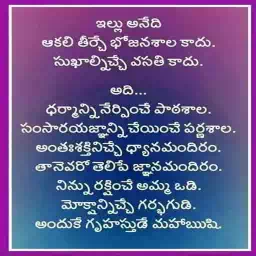 ఇల్లు అనేది
ఆకలి తీర్చే భోజనశాల కాదు.
సుఖాల్నిచ్చే వసతి కాదు.
అది...
ధర్మాన్ని నేర్పించే పాఠశాల.
సంసారయజ్ఞాన్ని చేయించే పర్ణశాల.
అంతఃశక్తినిచ్చే ధ్యానమందిరం.
తానెవరో తెలిపే జ్ఞానమందిరం.
నిన్ను రక్షించే అమ్మ ఒడి.
మోక్షాన్నిచ్చే గర్భగుడి.
అందుకే గృహస్తుడే మహాఋషి.